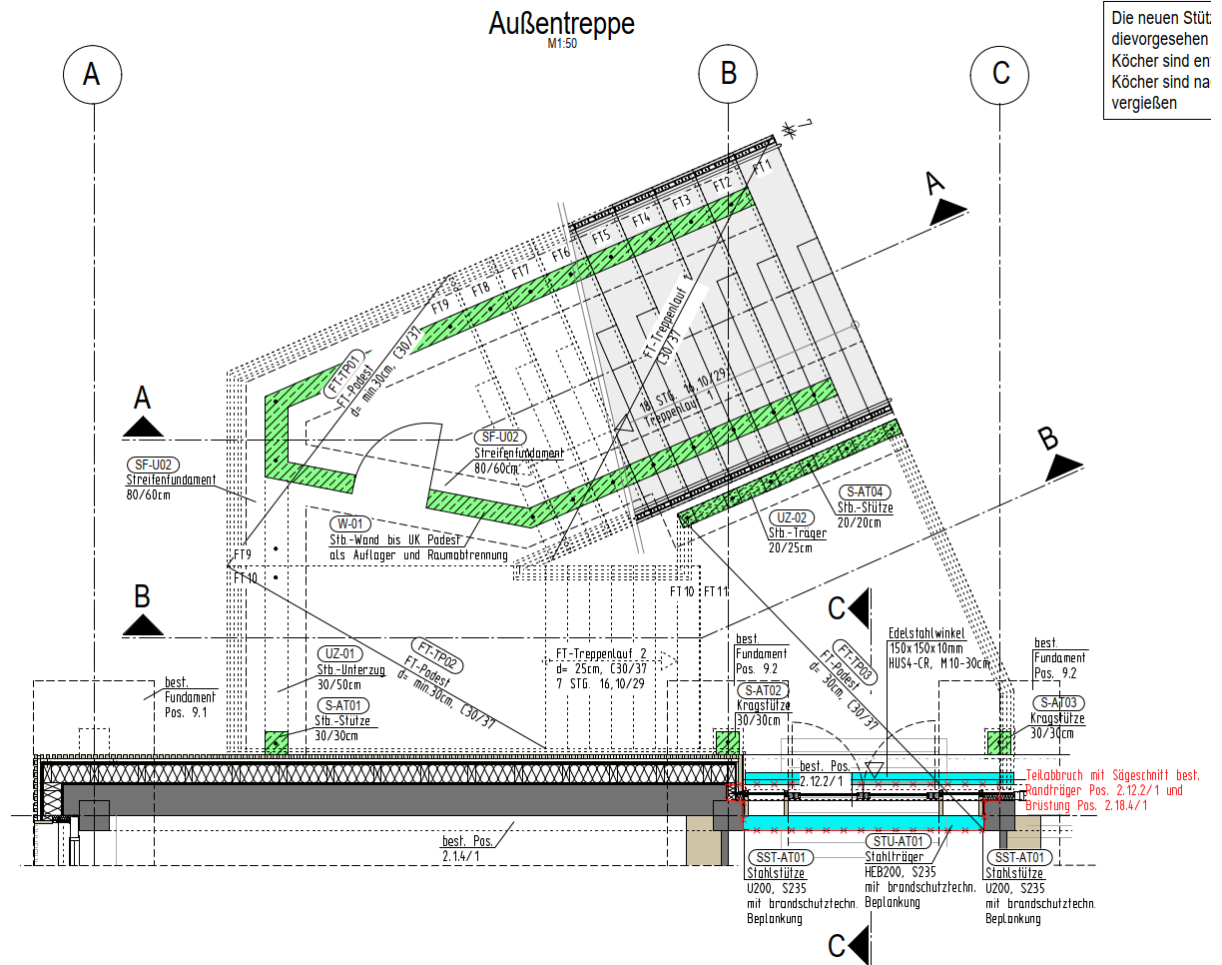 Außentreppe
M1:50
Die neuen Stütz
dievorgesehen
Köcher sind en
Köcher sind na
vergießen
A
B
C
A
FT1
FT2
FT3
FT4
FT5
FT6
FT7
FT8
FT9
FT-Treppenlauf 1
C30/37
FT-TP01
FT-Podest
d= min.30cm, C30/37
18 STG. 16,10/29
Treppenlauf 1
A
B
SF-U02
Streifenfundament
80/60cm
SF-U02
Streifenfundament
80/60cm
S-AT04
Stb.-Stütze
20/20cm
UZ-02
Stb.-Träger
20/25cm
W-01
Stb.-Wand bis UK Podest
als Auflager und Raumabtrennung
FT9
FT10
FT10
FT11
B
C
UZ-01
Stb-Unterzug
30/50cm
S-AT01
Stb.-Stütze
30/30cm
FT-TP02
FT-Podest
d= min.30cm, C30/37
FT-Treppenlauf 2
d= 25cm, C30/37
7 STG. 16,10/29
best.
Fundament
Pos. 9.2
S-AT02
Kragstütze
30/30cm
FT-TP03
FT-Podest
d= 30cm, C30/37
Edelstahlwinkel
150x150x10mm
HUS4-CR, M10-30cm
best.
Fundament
Pos. 9.2
S-AT03
Kragstütze
30/30cm
best.
Fundament
Pos. 9.1
best. Pos.
2.12.2/1
Teilabbruch mit Sägeschnitt best.
Randträger Pos. 2.12.2/1 und
Brüstung Pos. 2.18.4/1
best. Pos.
2.1.4/1
SST-AT01
Stahlstütze
U200, S235
mit brandschutztechn.
Beplankung
STU-AT01
Stahlträger
HEB200, S235
mit brandschutztechn.
Beplankung
SST-AT01
Stahlstütze
U200, S235
mit brandschutztechn.
Beplankung
C